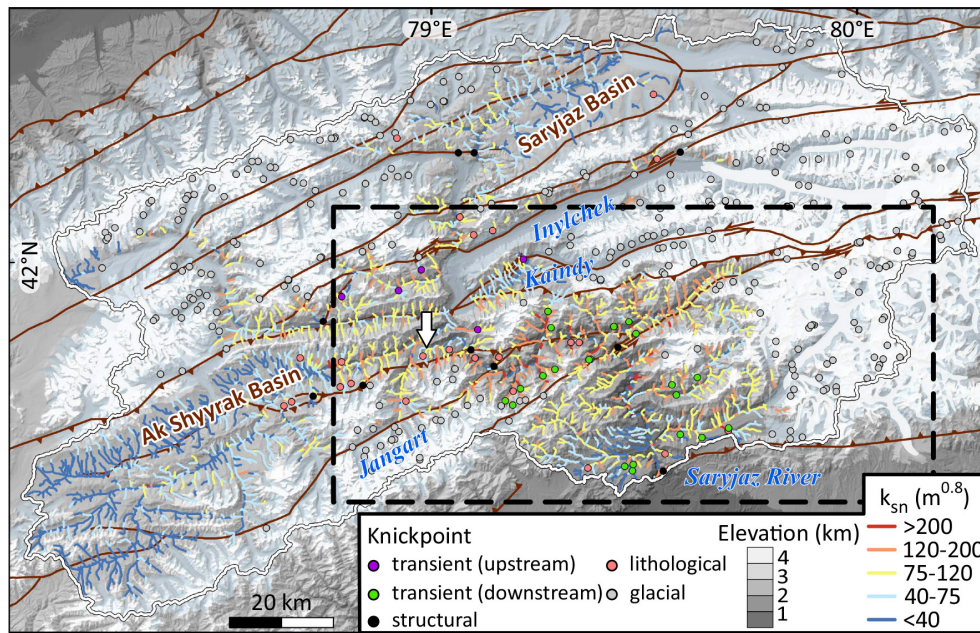 79°E
80°E
42°N
Saryjaz Basin
Inylchek
Kaindy
Ak Shyyrak Basin
Jangart
Saryjaz River
20 km
Knickpoint
transient (upstream)
transient (downstream)
structural
lithological
glacial
Elevation (km)
4
3
2
1
k_sn (m^0.8)
>200
120-200
75-120
40-75
<40